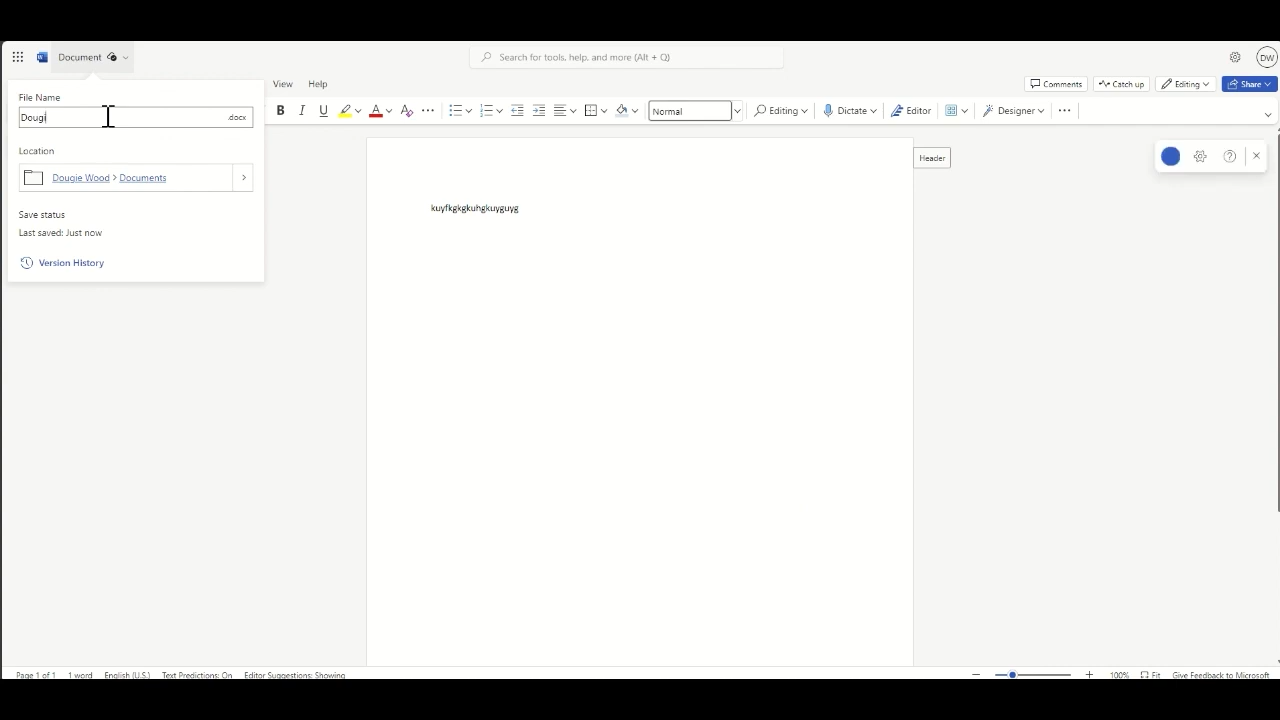 Document
Search for tools, help, and more (Alt + Q)
DW
File Name
View Help
Comments Catch up Editing Share
Dougi .docx
B I U A Normal Editing Dictate Editor Designer
Location
Header
Dougie Wood > Documents
kuyfkgkgkuhgkuyguyg
Save status
Last saved: Just now
Version History
Page 1 of 1 1 word English (U.S.) Text Predictions: On Editor Suggestions: Showing 100% Fit Give Feedback to Microsoft